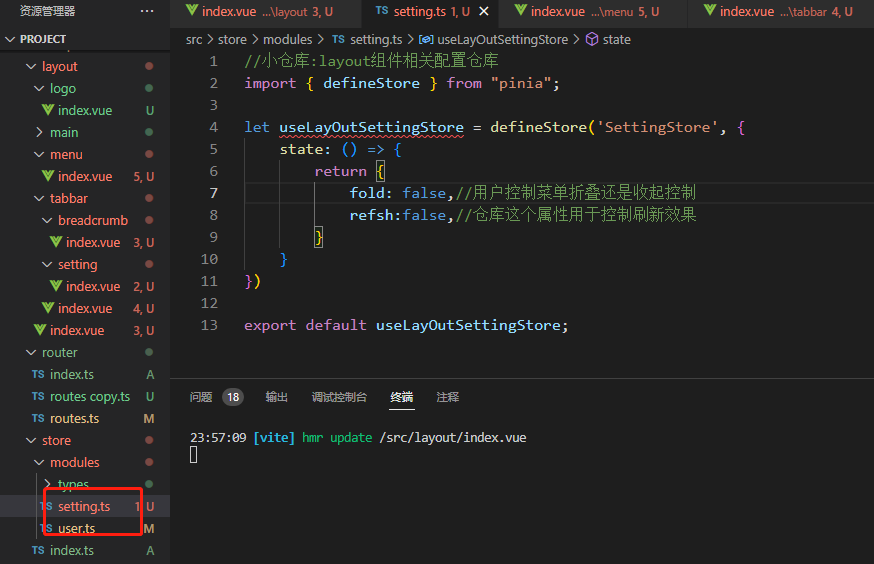 资源管理器
···
index.vue ...\layout 3, U
TS setting.ts 1, U ×
index.vue ...\menu 5, U
index.vue ...\tabbar 4, U
PROJECT
layout
logo
index.vue U
main
menu
index.vue 5, U
tabbar
breadcrumb
index.vue 3, U
setting
index.vue 2, U
index.vue 4, U
index.vue 3, U
router
TS index.ts A
TS routes copy.ts U
TS routes.ts M
store
modules
types
TS setting.ts 1 U
TS user.ts M
TS index.ts A
src > store > modules > TS setting.ts > useLayOutSettingStore > state
1 //小仓库:layout组件相关配置仓库
2 import { defineStore } from "pinia";
3
4 let useLayOutSettingStore = defineStore('SettingStore', {
5 state: () => {
6 return {
7 fold: false,//用户控制菜单折叠还是收起控制
8 refsh:false,//仓库这个属性用于控制刷新效果
9 }
10 }
11 })
12
13 export default useLayOutSettingStore;
问题 18 输出 调试控制台 终端 注释
23:57:09 [vite] hmr update /src/layout/index.vue